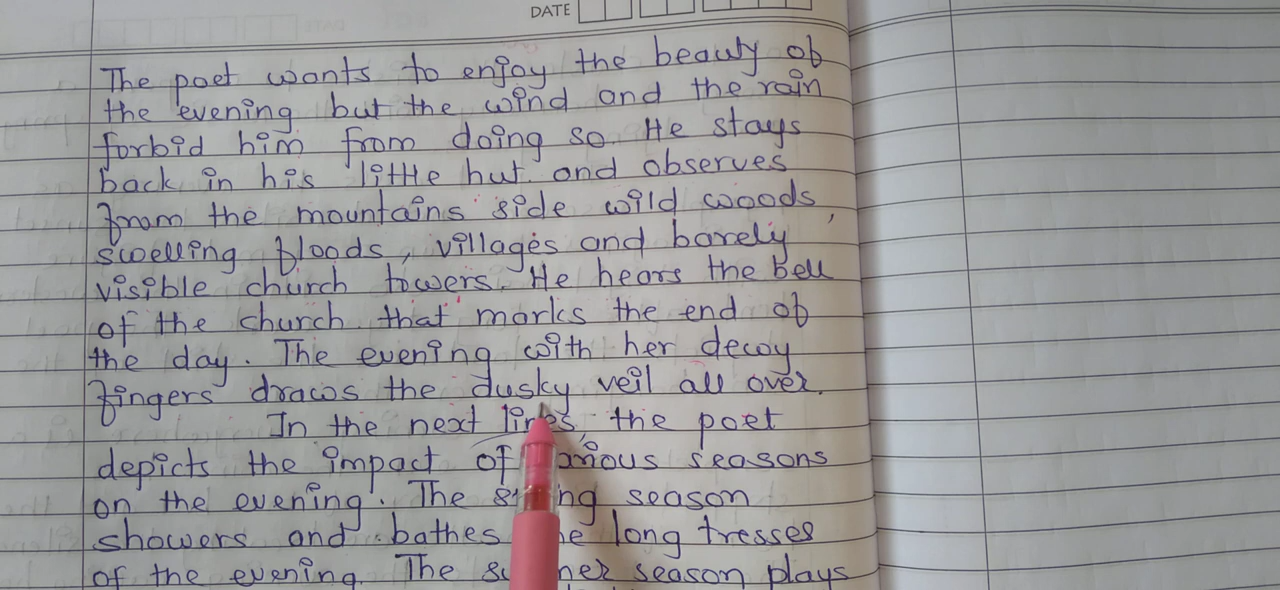 DATE
The poet wants to enjoy the beauty of
the evening but the wind and the rain
forbid him from doing so. He stays
back in his little hut and observes
from the mountains side wild woods,
swelling floods, villages and barely
visible church towers. He hears the bell
of the church that marks the end of
the day. The evening with her decoy
fingers draws the dusky veil all over.
In the next lines, the poet
depicts the impact of seasons
on the evening. The season
showers and bathes long tresses
of the evening. The season plays